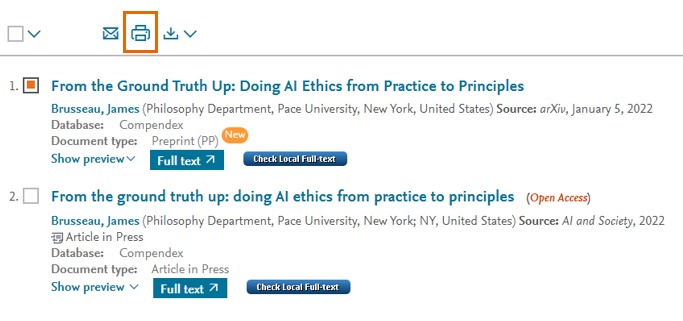 1. From the Ground Truth Up: Doing AI Ethics from Practice to Principles
Brusseau, James (Philosophy Department, Pace University, New York, United States) Source: arXiv, January 5, 2022
Database: Compendex
Document type: Preprint (PP) New
Show preview Full text Check Local Full-text
2. From the ground truth up: doing AI ethics from practice to principles (Open Access)
Brusseau, James (Philosophy Department, Pace University, New York; NY, United States) Source: AI and Society, 2022
Article in Press
Database: Compendex
Document type: Article in Press
Show preview Full text Check Local Full-text